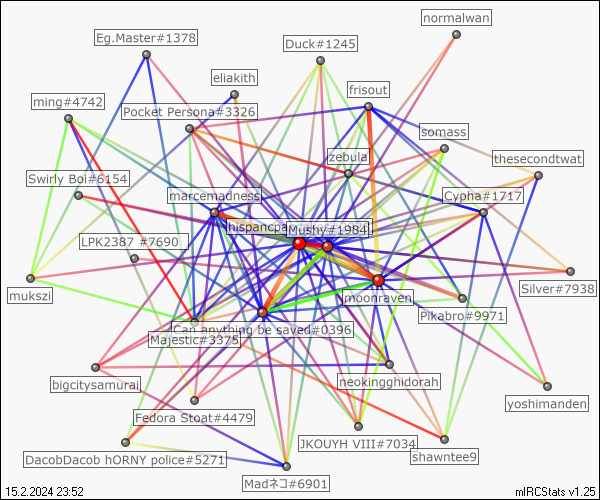 normalwan
Eg.Master#1378
Duck#1245
eliakith
frisout
ming#4742
Pocket Persona#3326
somass
zebula
thesecondtwat
Swirly Boi#6154
marcemadness
Cypha#1717
hispancpa
Mushy#1984
LPK2387 #7690
moonraven
mukszi
Silver#7938
Pikabro#9971
Can anything be saved#0396
Majestic#3375
bigcitysamurai
neokingghidorah
yoshimanden
Fedora Stoat#4479
JKOUYH VIII#7034
shawntee9
DacobDacob hORNY police#5271
Madネコ#6901
15.2.2024 23:52
mIRCStats v1.25